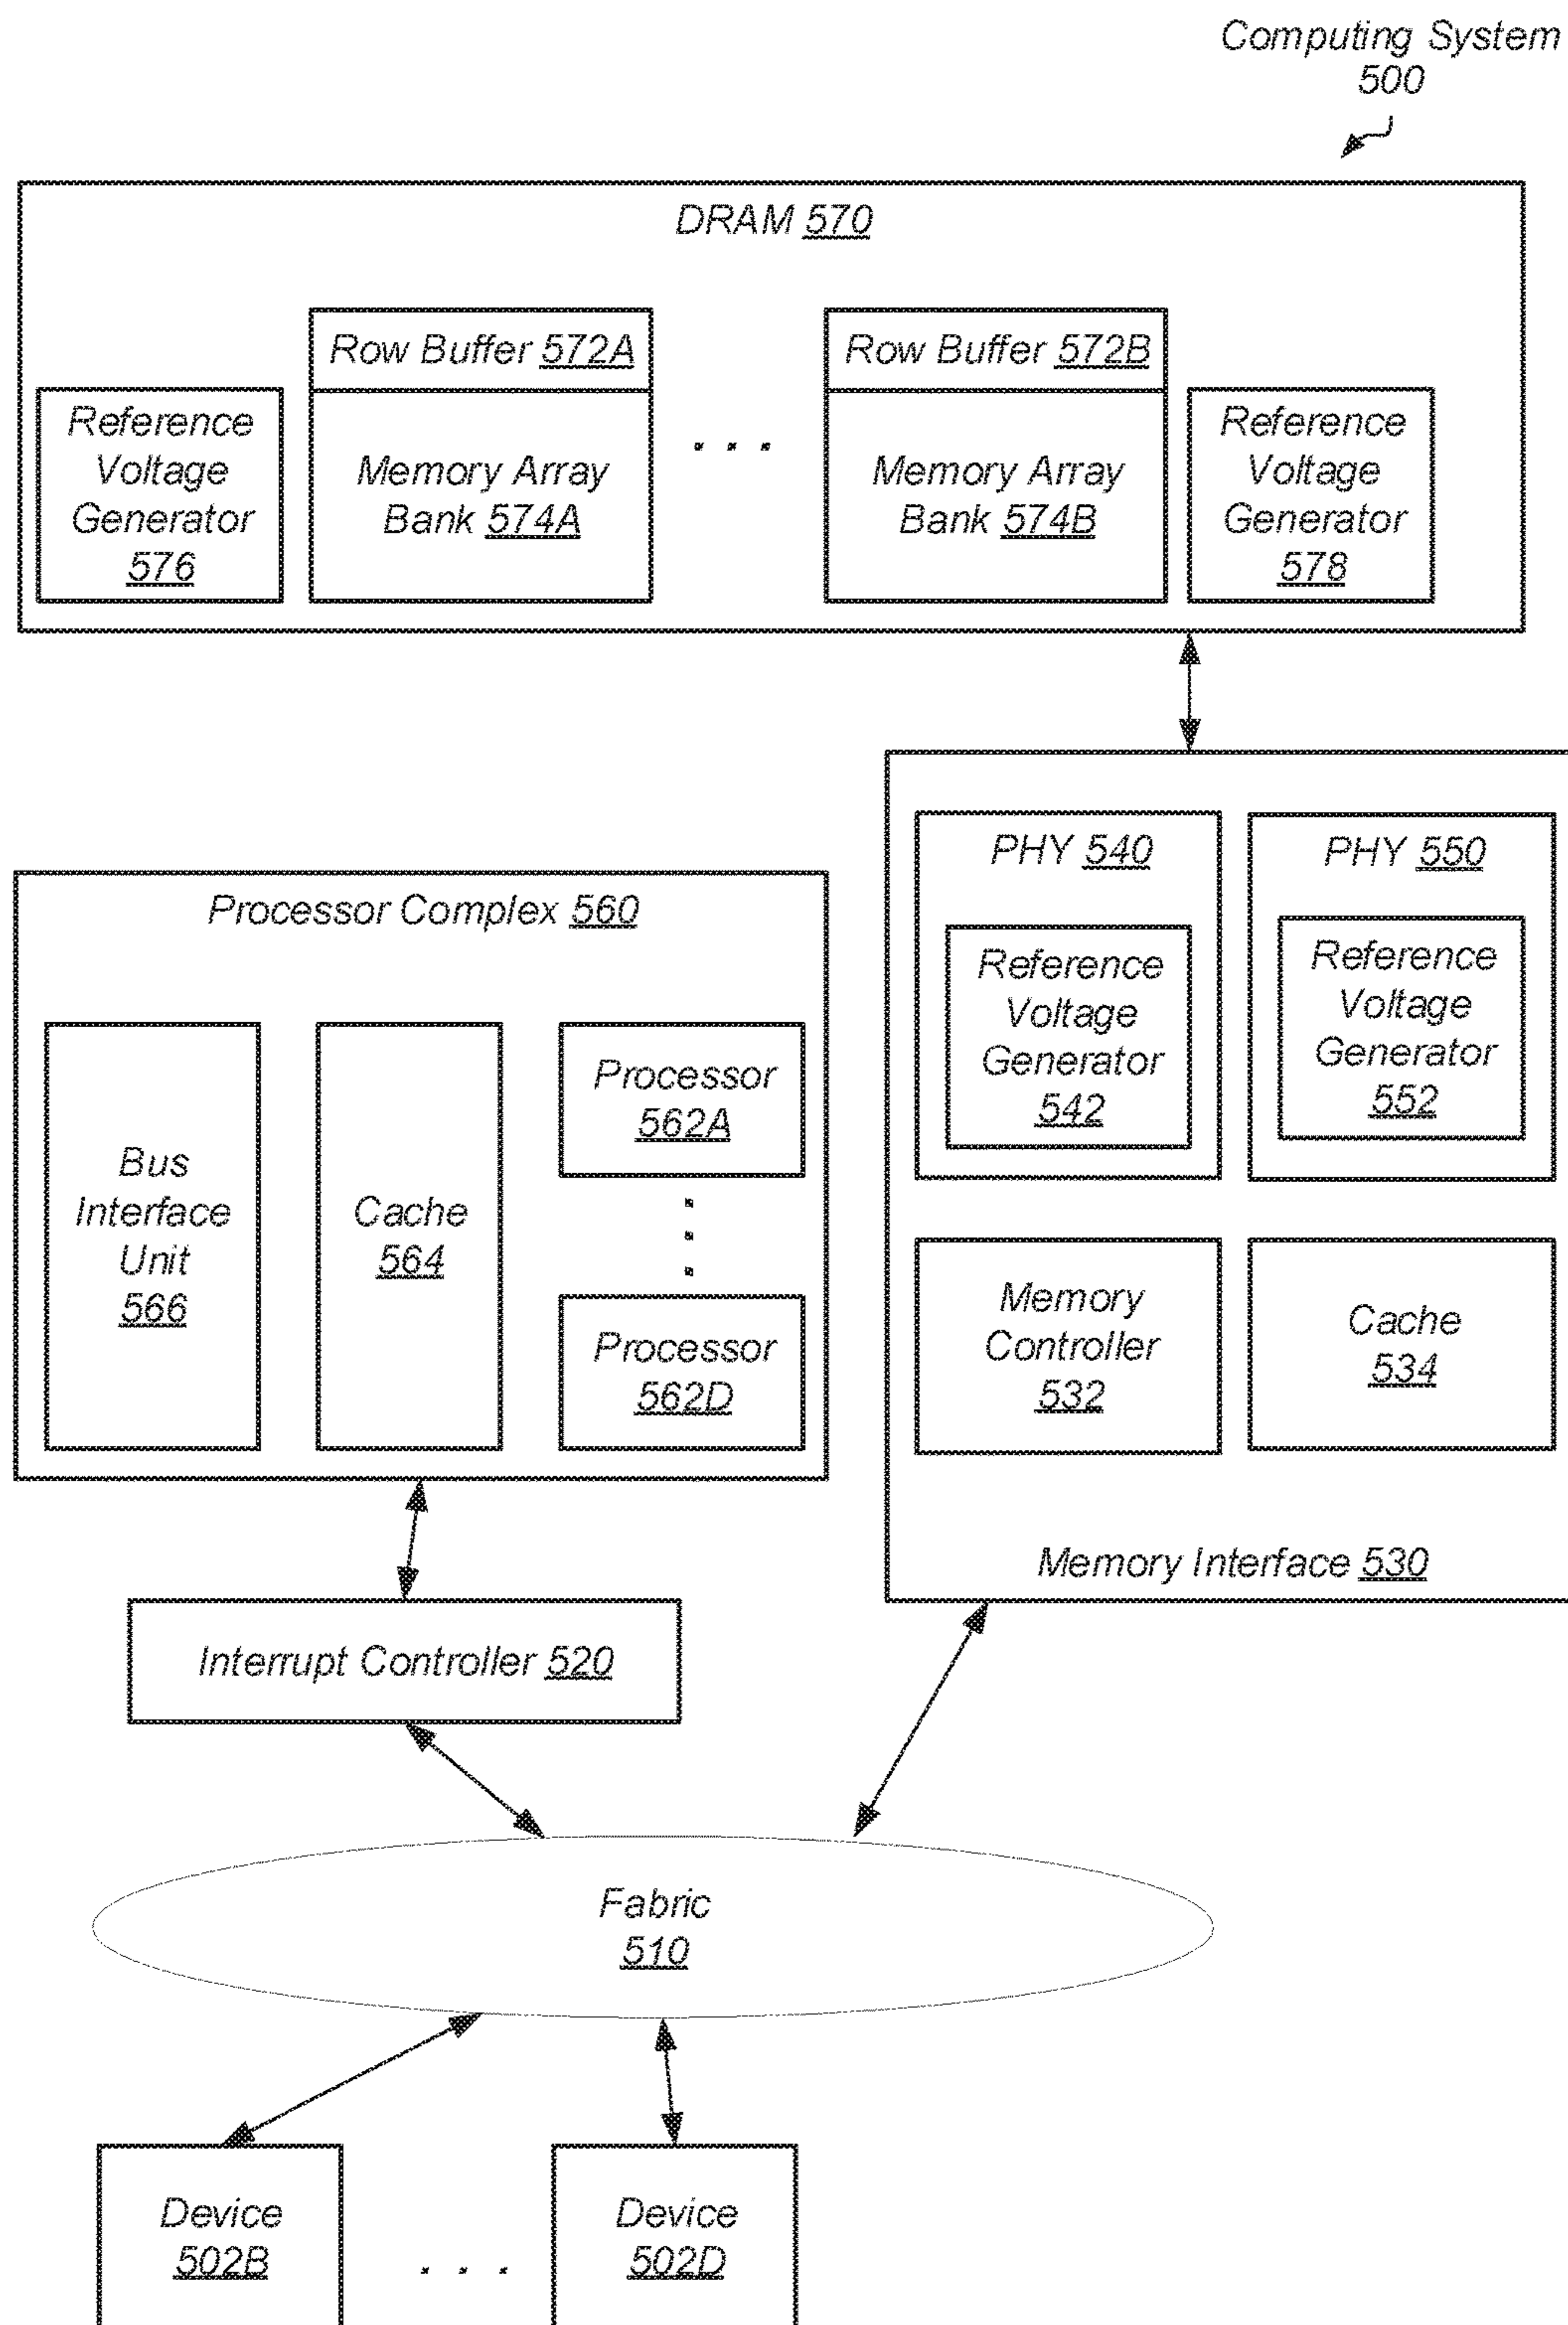 Computing System
500
DRAM 570
Row Buffer 572A
Row Buffer 572B
Reference
Voltage
Generator
576
Memory Array
Bank 574A
. . .
Memory Array
Bank 574B
Reference
Voltage
Generator
578
PHY 540
Reference
Voltage
Generator
542
PHY 550
Reference
Voltage
Generator
552
Processor Complex 560
Bus
Interface
Unit
566
Cache
564
Processor
562A
Processor
562D
Memory
Controller
532
Cache
534
Memory Interface 530
Interrupt Controller 520
Fabric
510
Device
502B
. . .
Device
502D